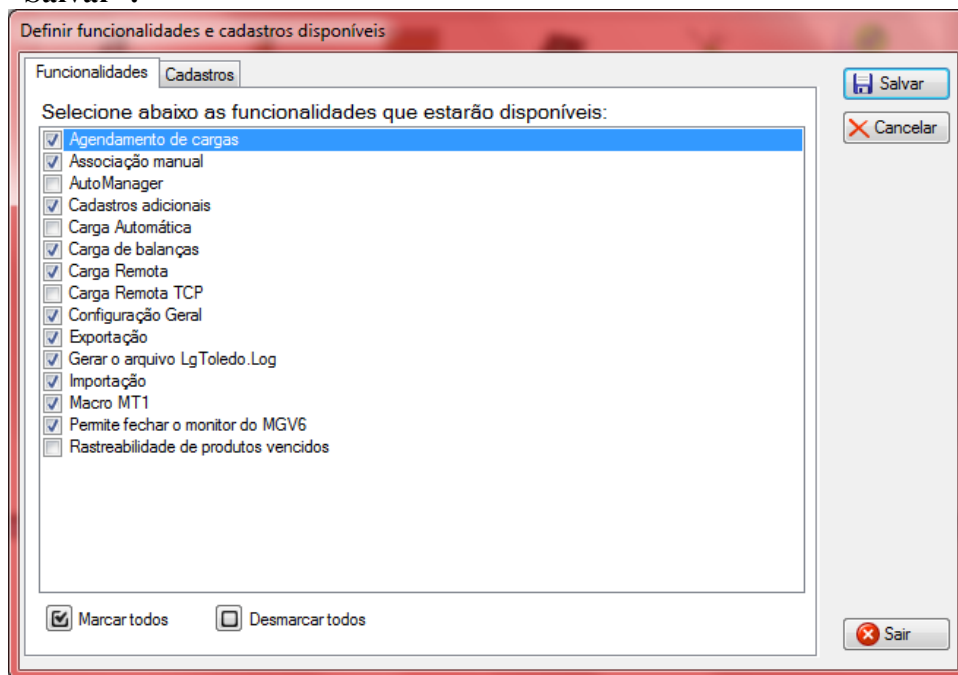 Salvar".
Definir funcionalidades e cadastros disponíveis
Funcionalidades Cadastros
Salvar
Selecione abaixo as funcionalidades que estarão disponíveis:
Cancelar
Agendamento de cargas
Associação manual
AutoManager
Cadastros adicionais
Carga Automática
Carga de balanças
Carga Remota
Carga Remota TCP
Configuração Geral
Exportação
Gerar o arquivo LgToledo.Log
Importação
Macro MT1
Permite fechar o monitor do MGV6
Rastreabilidade de produtos vencidos
Marcar todos Desmarcar todos
Sair